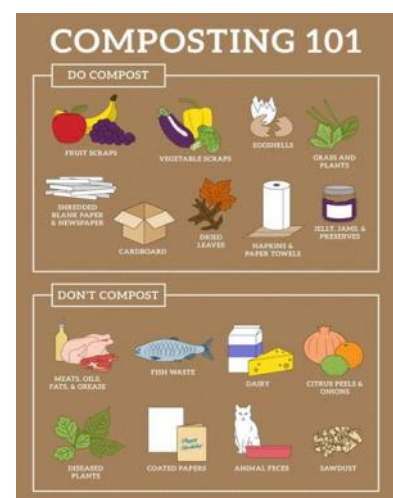 COMPOSTING 101
DO COMPOST
FRUIT SCRAPS
VEGETABLE SCRAPS
EGGSHELLS
GRASS AND
PLANTS
SHREDDED
BLANK PAPER
& NEWSPAPER
CARDBOARD
DRIED
LEAVES
NAPKINS &
PAPER TOWELS
JELLY, JAMS, &
PRESERVES
DON'T COMPOST
MEATS, OILS,
FATS, & GREASE
FISH WASTE
DAIRY
CITRUS PEELS &
ONIONS
DISEASED
PLANTS
COATED PAPERS
ANIMAL FECES
SAWDUST